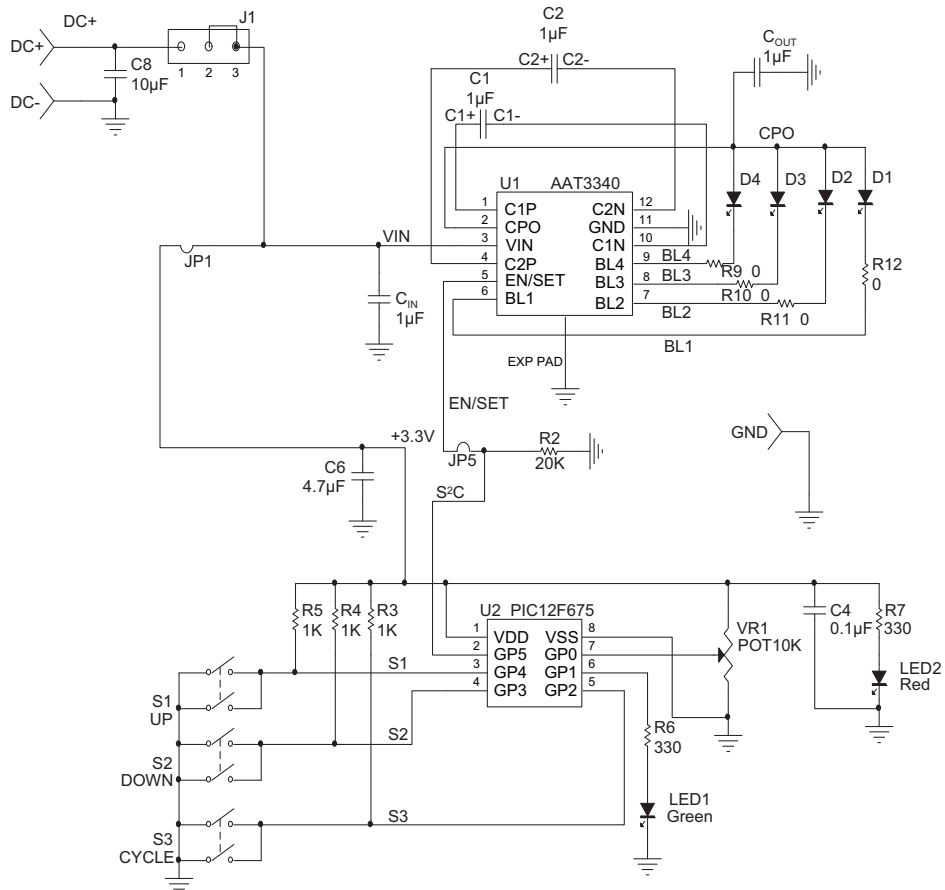 DC+
J1
DC+
1 2 3
C8
10µF
DC-
C2
1µF
C2+ C2-
C1
1µF
C1+ C1-
COUT
1µF
CPO
D4 D3 D2 D1
U1 AAT3340
1 C1P C2N 12
2 CPO GND 11
3 VIN C1N 10
4 C2P BL4 9
5 EN/SET BL3 8
6 BL1 BL2 7
VIN
JP1
CIN
1µF
BL4
R9 0
BL3
R10 0
BL2
R11 0
R12
0
BL1
EXP PAD
EN/SET
+3.3V
JP5
R2
20K
GND
C6
4.7µF
S²C
R5
1K
R4
1K
R3
1K
U2 PIC12F675
1 VDD VSS 8
2 GP5 GP0 7
3 GP4 GP1 6
4 GP3 GP2 5
VR1
POT10K
C4
0.1µF
R7
330
LED2
Red
S1
S1
UP
S2
S2
DOWN
S3
S3
CYCLE
R6
330
LED1
Green